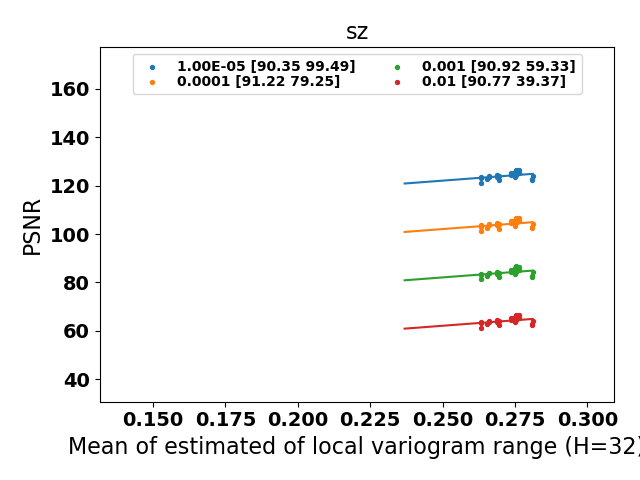 sz
1.00E-05 [90.35 99.49]
0.0001 [91.22 79.25]
0.001 [90.92 59.33]
0.01 [90.77 39.37]
PSNR
160
140
120
100
80
60
40
0.150 0.175 0.200 0.225 0.250 0.275 0.300
Mean of estimated of local variogram range (H=32)